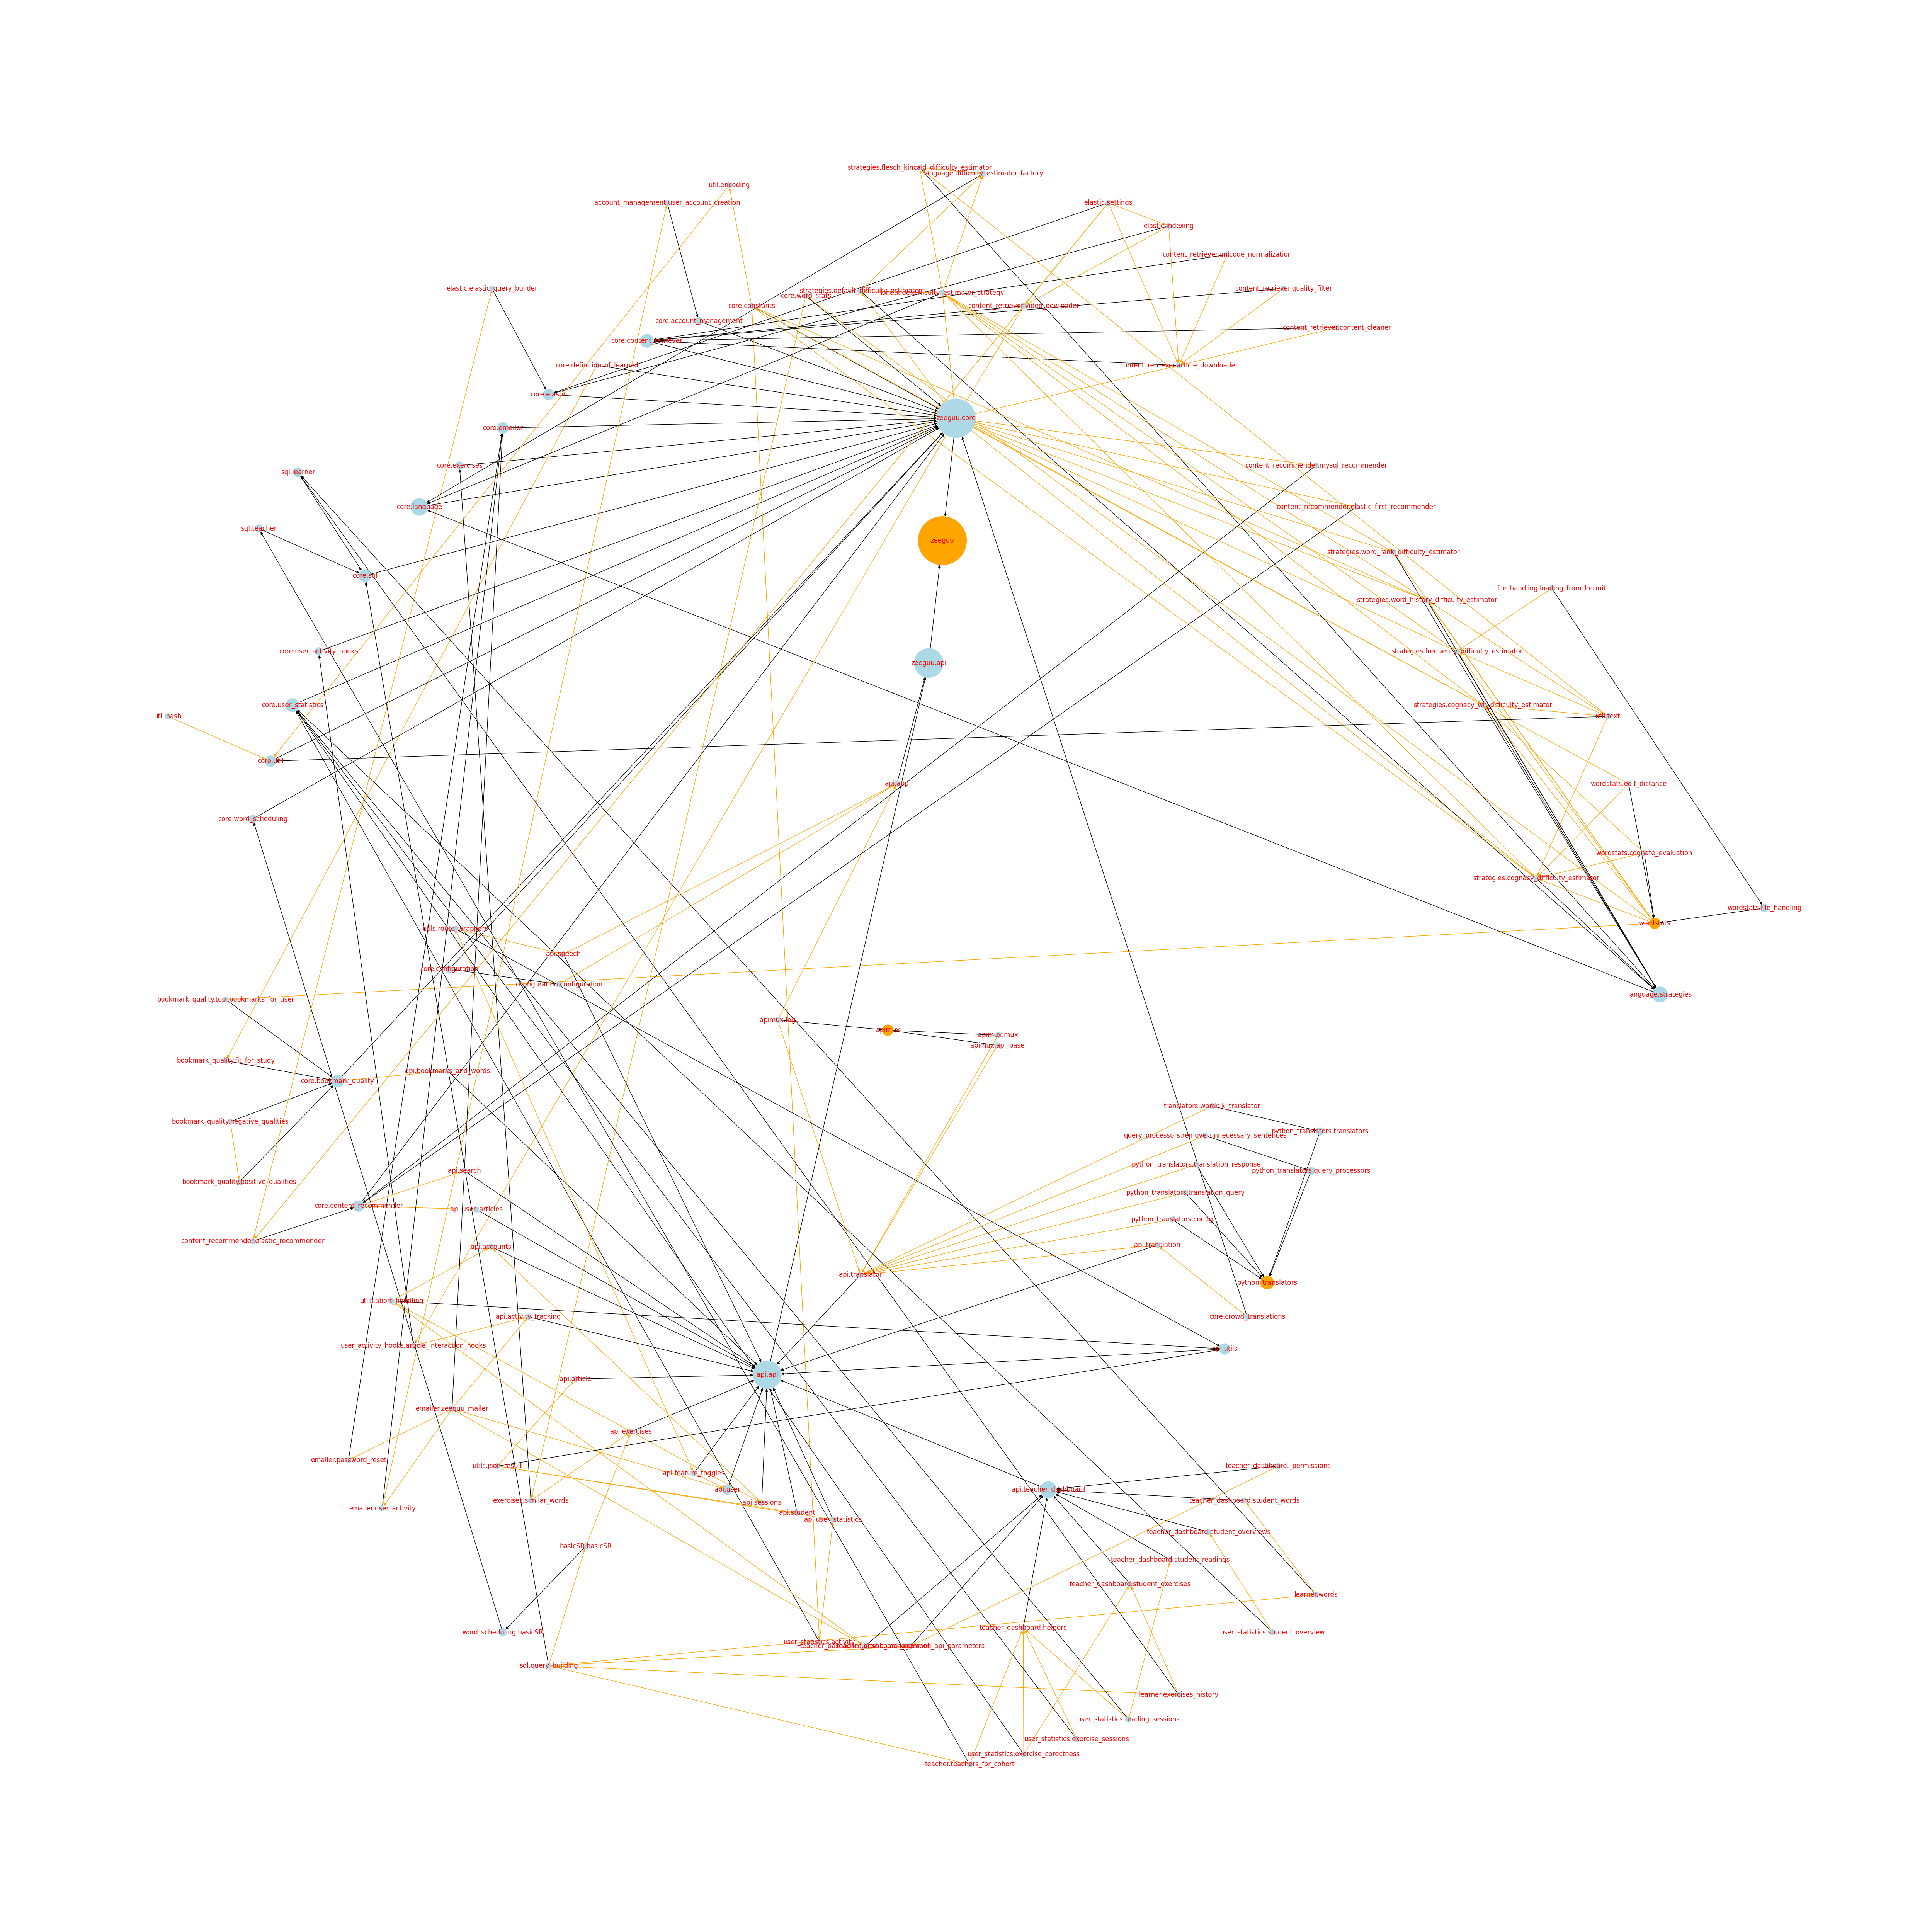 strategies.flesch_kincaid_difficulty_estimator
language.difficulty_estimator_factory
util.encoding
account_management.user_account_creation
elastic.settings
elastic.indexing
content_retriever.unicode_normalization
elastic.elastic_query_builder
content_retriever.quality_filter
strategies.default_difficulty_estimator
language.difficulty_estimator_strategy
core.word_stats
core.constants
content_retriever.video_dowloader
core.account_management
content_retriever.content_cleaner
core.content_retriever
core.definition_of_learned
content_retriever.article_downloader
core.elastic
zeeguu.core
core.emailer
core.exercises
content_recommender.mysql_recommender
sql.learner
core.language
content_recommender.elastic_first_recommender
sql.teacher
zeeguu
strategies.word_rank_difficulty_estimator
core.sql
file_handling.loading_from_hermit
strategies.word_history_difficulty_estimator
core.user_activity_hooks
strategies.frequency_difficulty_estimator
zeeguu.api
core.user_statistics
strategies.cognacy_wh_difficulty_estimator
util.hash
util.text
core.util
api.app
wordstats.edit_distance
core.word_scheduling
wordstats.cognate_evaluation
strategies.cognacy_difficulty_estimator
wordstats.file_handling
wordstats
utils.route_wrappers
api.speech
core.configuration
configuration.configuration
language.strategies
bookmark_quality.top_bookmarks_for_user
apimux.log
apimux
apimux.mux
apimux.api_base
bookmark_quality.fit_for_study
api.bookmarks_and_words
core.bookmark_quality
translators.wordnik_translator
bookmark_quality.negative_qualities
python_translators.translators
query_processors.remove_unnecessary_sentences
python_translators.translation_response
python_translators.query_processors
api.search
bookmark_quality.positive_qualities
python_translators.translation_query
core.content_recommender
api.user_articles
python_translators.config
content_recommender.elastic_recommender
api.accounts
api.translation
api.translator
python_translators
utils.abort_handling
api.activity_tracking
core.crowd_translations
user_activity_hooks.article_interaction_hooks
api.utils
api.api
api.article
emailer.zeeguu_mailer
api.exercises
emailer.password_reset
utils.json_result
teacher_dashboard._permissions
api.feature_toggles
api.user
api.teacher_dashboard
exercises.similar_words
api.sessions
teacher_dashboard.student_words
emailer.user_activity
api.student
api.user_statistics
teacher_dashboard.student_overviews
basicSR.basicSR
teacher_dashboard.student_readings
teacher_dashboard.student_exercises
learner.words
teacher_dashboard.helpers
word_scheduling.basicSR
user_statistics.student_overview
user_statistics.activity
sql.query_building
learner.exercises_history
user_statistics.reading_sessions
user_statistics.exercise_sessions
user_statistics.exercise_corectness
teacher.teachers_for_cohort